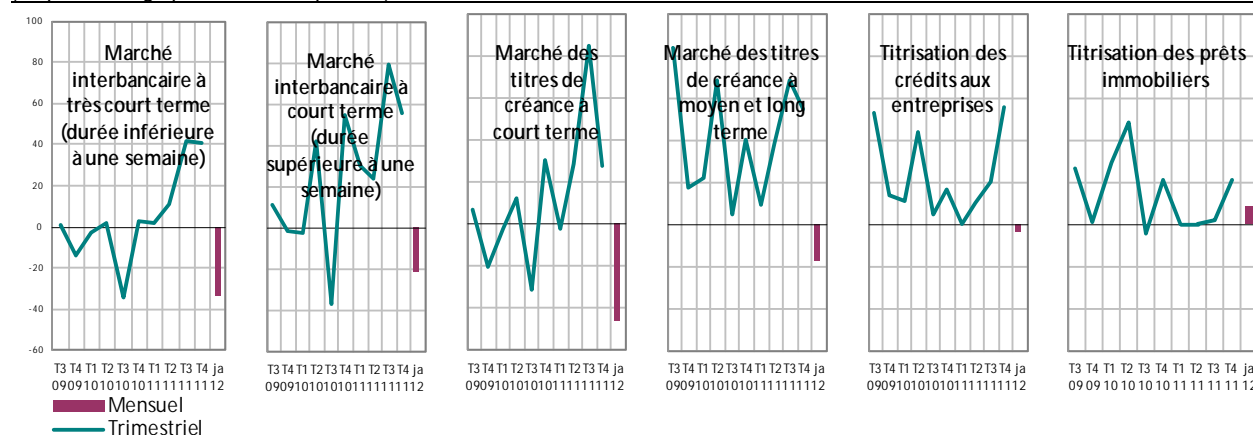 Marché
interbancaire à
très court terme
(durée inférieure
à une semaine)
Marché
interbancaire à
court terme
(durée
supérieure à une
semaine)
Marché des
titres de
créance à
court terme
Marché des titres
de créance à
moyen et long
terme
Titrisation des
crédits aux
entreprises
Titrisation des prêts
immobiliers
100
80
60
40
20
0
-20
-40
-60
T3 T4 T1 T2 T3 T4 T1 T2 T3 T4 ja
09 09 10 10 10 10 11 11 11 11 12
T3 T4 T1 T2 T3 T4 T1 T2 T3 T4 ja
09 09 10 10 10 10 11 11 11 11 12
T3 T4 T1 T2 T3 T4 T1 T2 T3 T4 ja
09 09 10 10 10 10 11 11 11 11 12
T3 T4 T1 T2 T3 T4 T1 T2 T3 T4 ja
09 09 10 10 10 10 11 11 11 11 12
T3 T4 T1 T2 T3 T4 T1 T2 T3 T4 ja
09 09 10 10 10 10 11 11 11 11 12
T3 T4 T1 T2 T3 T4 T1 T2 T3 T4 ja
09 09 10 10 10 10 11 11 11 11 12
Mensuel
Trimestriel